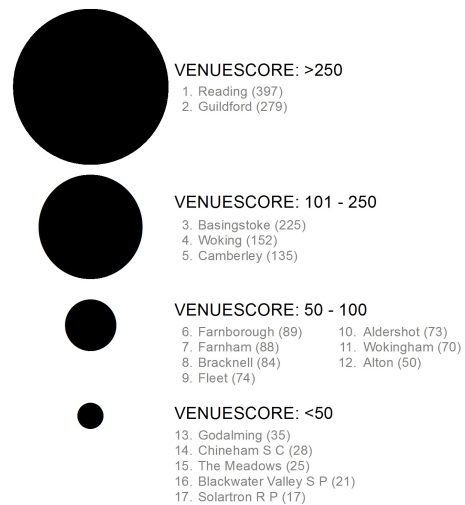 VENUESCORE: >250
1. Reading (397)
2. Guildford (279)
VENUESCORE: 101 - 250
3. Basingstoke (225)
4. Woking (152)
5. Camberley (135)
VENUESCORE: 50 - 100
6. Farnborough (89)
7. Farnham (88)
8. Bracknell (84)
9. Fleet (74)
10. Aldershot (73)
11. Wokingham (70)
12. Alton (50)
VENUESCORE: <50
13. Godalming (35)
14. Chineham S C (28)
15. The Meadows (25)
16. Blackwater Valley S P (21)
17. Solartron R P (17)